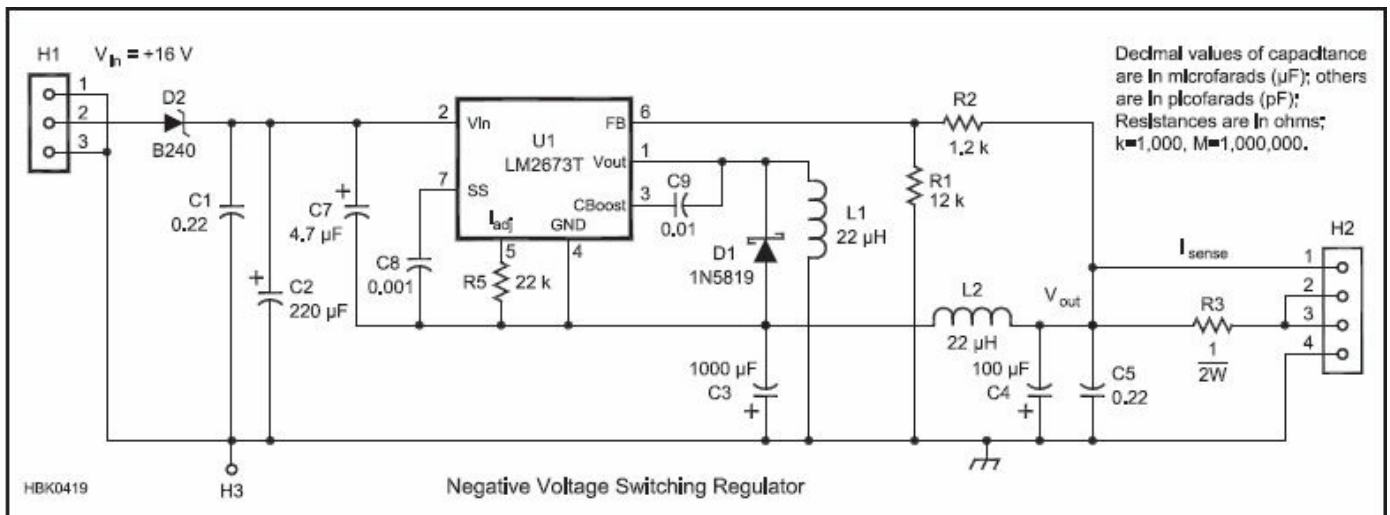 H1
V_In = +16 V
1
2
3
D2
B240
C1
0.22
C2
220 µF
C7
4.7 µF
C8
0.001
2
VIn
U1
LM2673T
FB
6
Vout
1
7
SS
CBoost
3
I_adj
GND
5
4
R5
22 k
C9
0.01
D1
1N5819
L1
22 µH
R2
1.2 k
R1
12 k
Decimal values of capacitance
are in microfarads (µF); others
are in picofarads (pF);
Resistances are in ohms;
k=1,000, M=1,000,000.
H2
I_sense
1
2
3
4
L2
22 µH
V_out
R3
1
2W
1000 µF
C3
100 µF
C4
C5
0.22
H3
HBK0419
Negative Voltage Switching Regulator